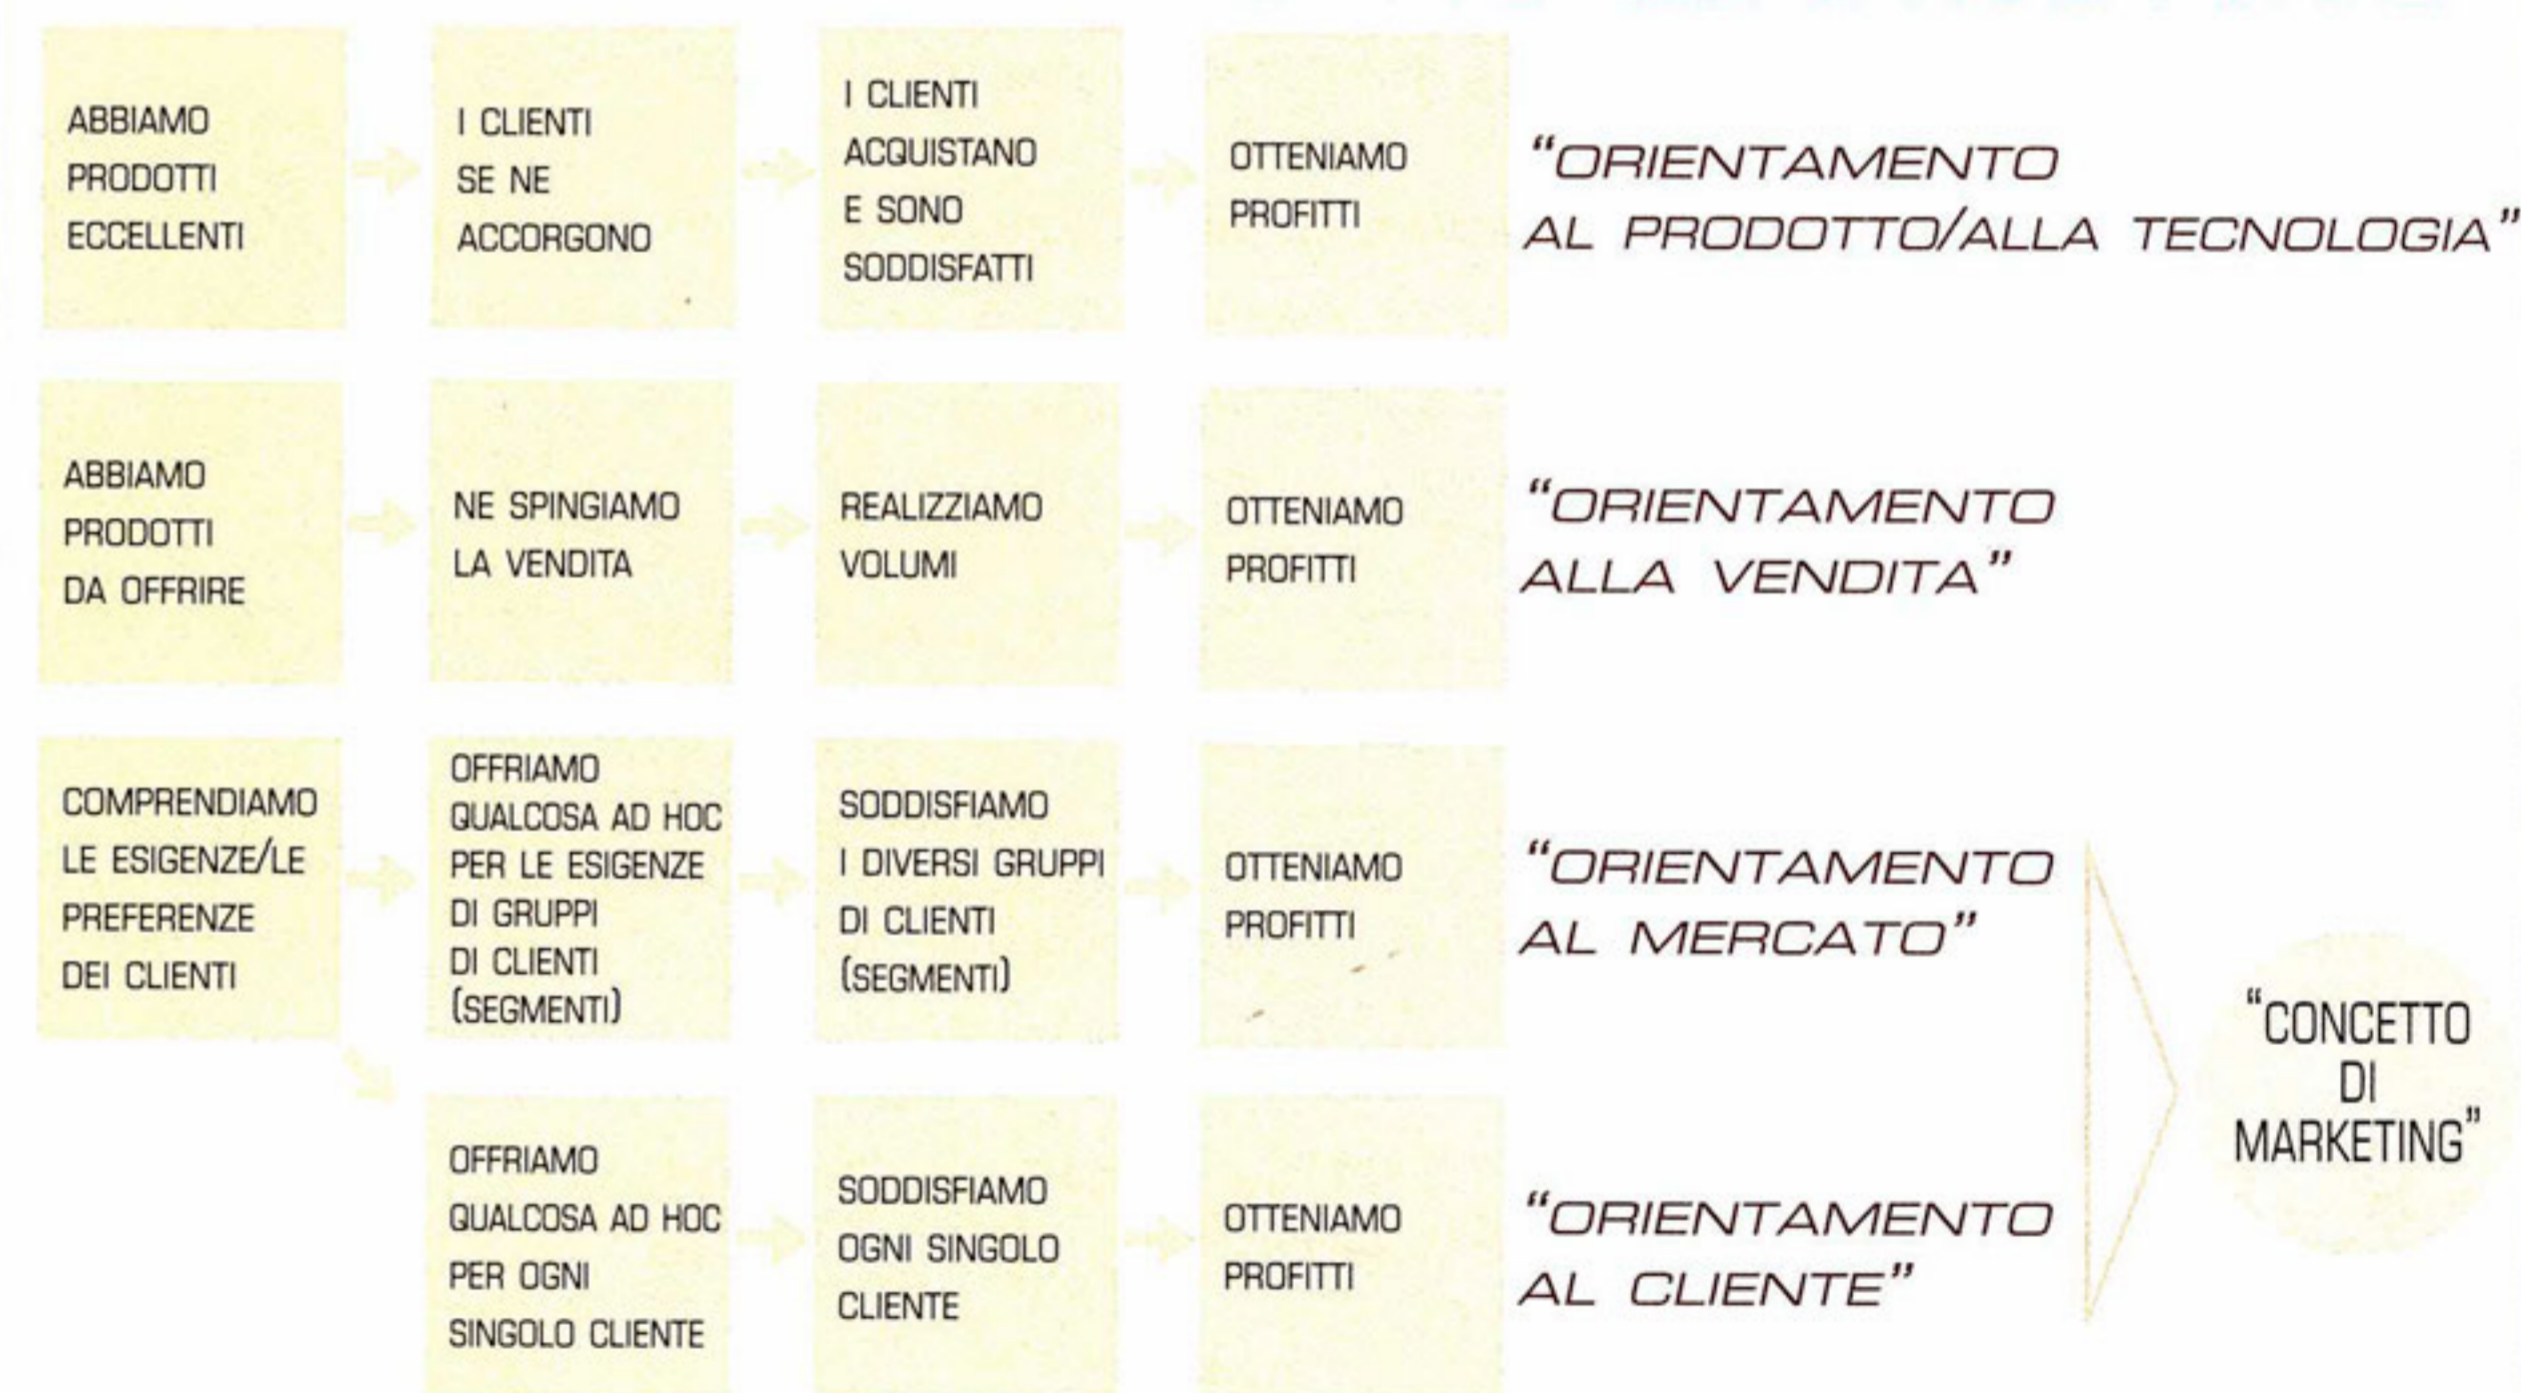 ABBIAMO
PRODOTTI
ECCELLENTI
I CLIENTI
SE NE
ACCORGONO
I CLIENTI
ACQUISTANO
E SONO
SODDISFATTI
OTTENIAMO
PROFITTI
“ORIENTAMENTO
AL PRODOTTO/ALLA TECNOLOGIA”
ABBIAMO
PRODOTTI
DA OFFRIRE
NE SPINGIAMO
LA VENDITA
REALIZZIAMO
VOLUMI
OTTENIAMO
PROFITTI
“ORIENTAMENTO
ALLA VENDITA”
COMPRENDIAMO
LE ESIGENZE/LE
PREFERENZE
DEI CLIENTI
OFFRIAMO
QUALCOSA AD HOC
PER LE ESIGENZE
DI GRUPPI
DI CLIENTI
(SEGMENTI)
SODDISFIAMO
I DIVERSI GRUPPI
DI CLIENTI
(SEGMENTI)
OTTENIAMO
PROFITTI
“ORIENTAMENTO
AL MERCATO”
OFFRIAMO
QUALCOSA AD HOC
PER OGNI
SINGOLO CLIENTE
SODDISFIAMO
OGNI SINGOLO
CLIENTE
OTTENIAMO
PROFITTI
“ORIENTAMENTO
AL CLIENTE”
“CONCETTO
DI
MARKETING”